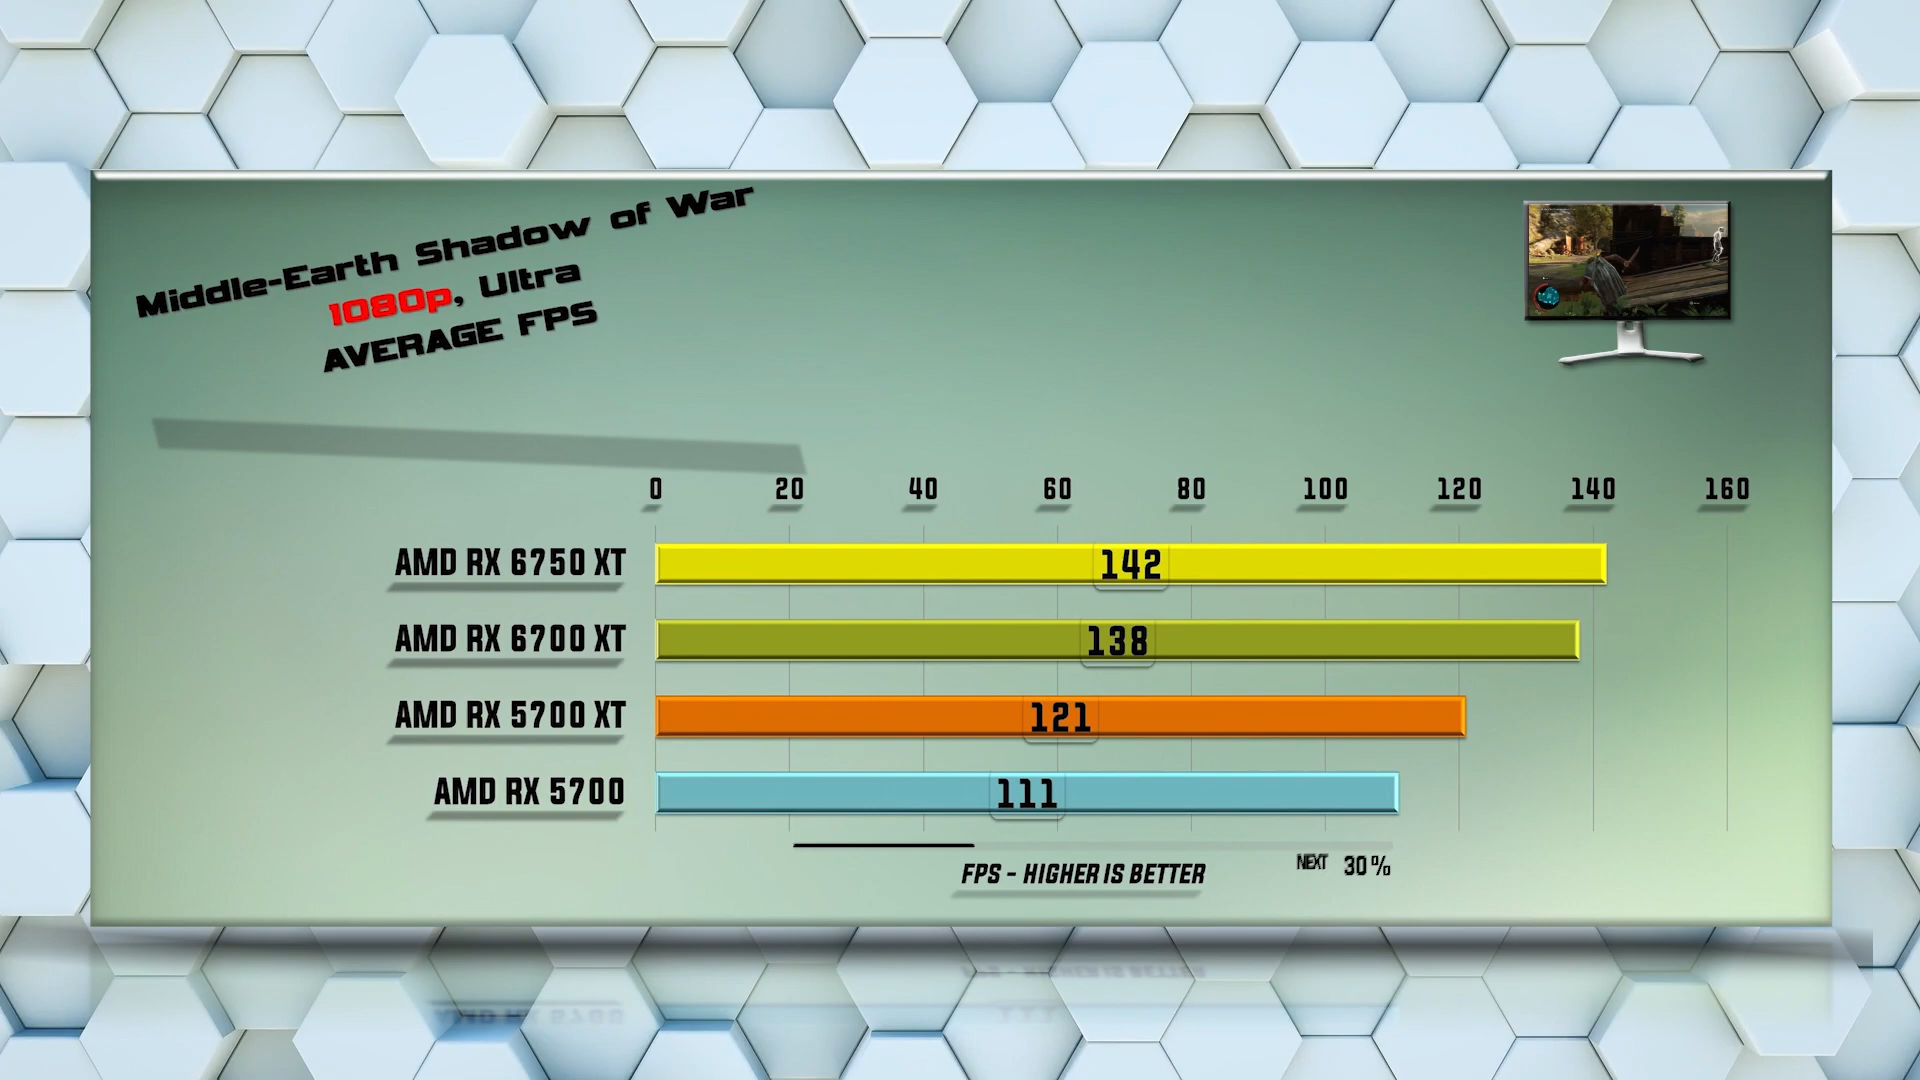 Middle-Earth Shadow of War
1080p, Ultra
AVERAGE FPS
0 20 40 60 80 100 120 140 160
AMD RX 6750 XT 142
AMD RX 6700 XT 138
AMD RX 5700 XT 121
AMD RX 5700 111
FPS - HIGHER IS BETTER
NEXT 30%